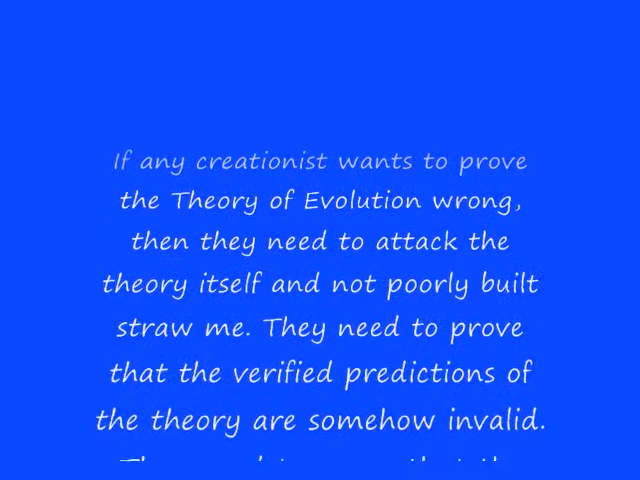 If any creationist wants to prove
the Theory of Evolution wrong,
then they need to attack the
theory itself and not poorly built
straw me. They need to prove
that the verified predictions of
the theory are somehow invalid.